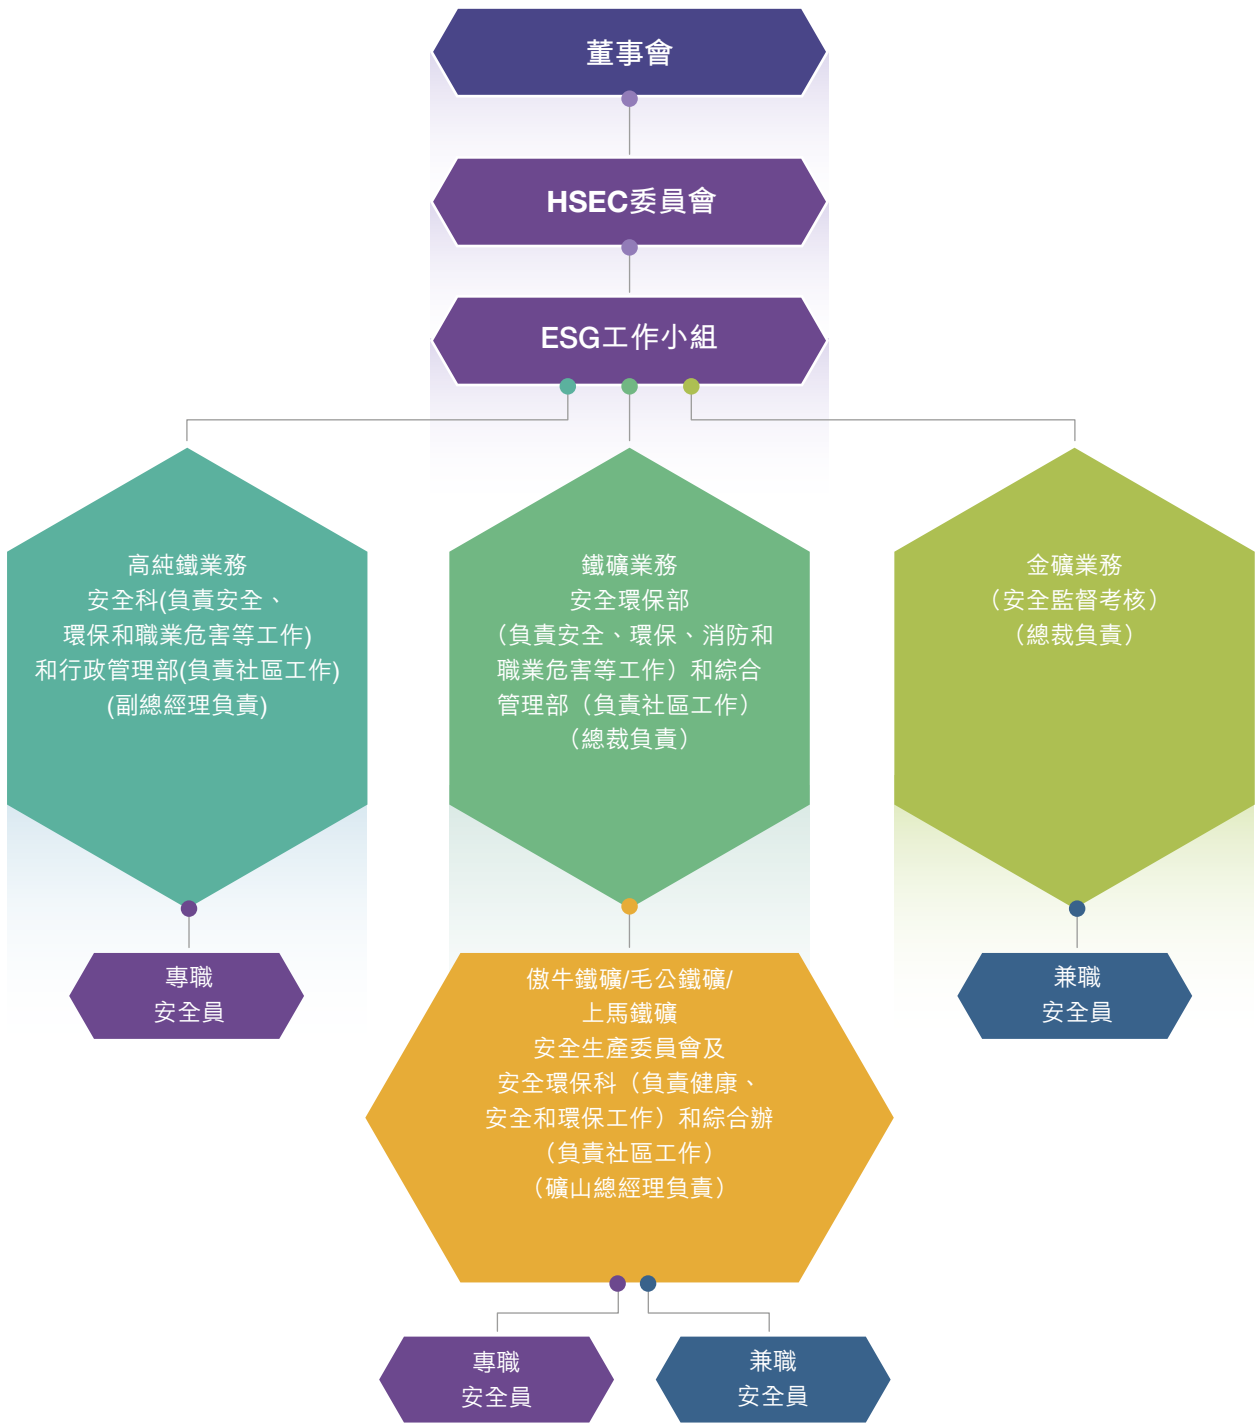 董事會
HSEC委員會
ESG工作小組
高純鐵業務
安全科(負責安全、
環保和職業危害等工作)
和行政管理部(負責社區工作)
(副總經理負責)
鐵礦業務
安全環保部
（負責安全、環保、消防和
職業危害等工作）和綜合
管理部（負責社區工作）
（總裁負責）
金礦業務
（安全監督考核）
（總裁負責）
專職
安全員
傲牛鐵礦/毛公鐵礦/
上馬鐵礦
安全生產委員會及
安全環保科（負責健康、
安全和環保工作）和綜合辦
（負責社區工作）
（礦山總經理負責）
兼職
安全員
專職
安全員
兼職
安全員